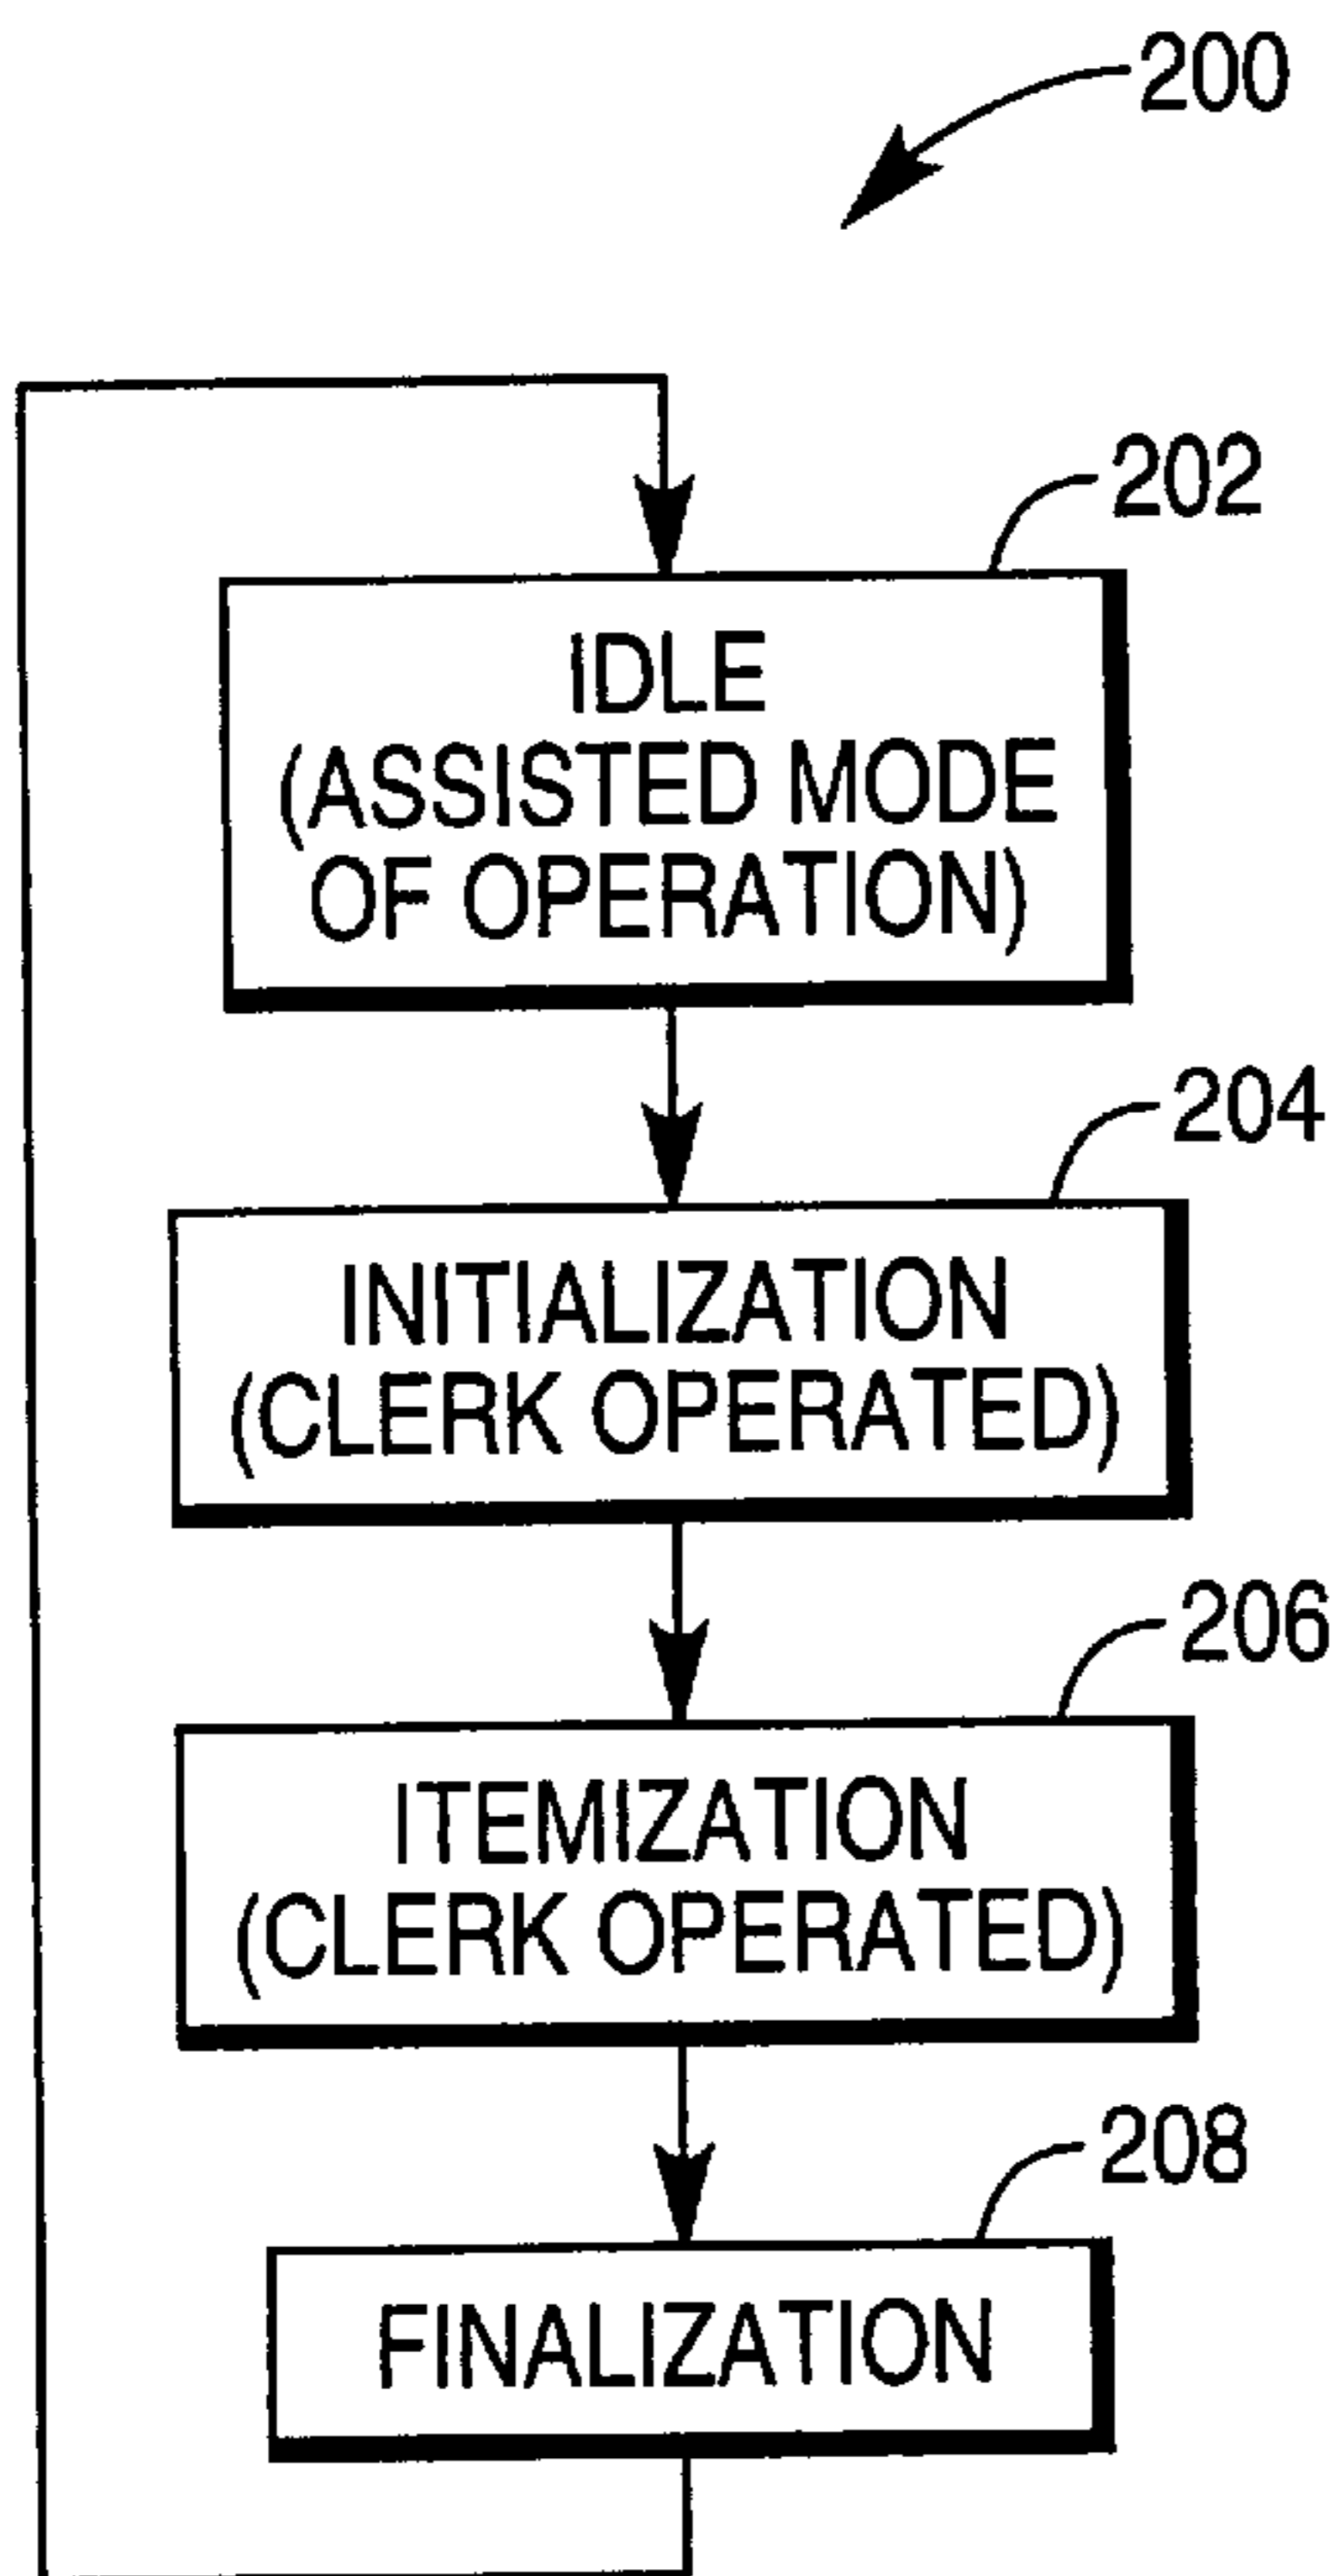 200
202
IDLE
(ASSISTED MODE
OF OPERATION)
204
INITIALIZATION
(CLERK OPERATED)
206
ITEMIZATION
(CLERK OPERATED)
208
FINALIZATION